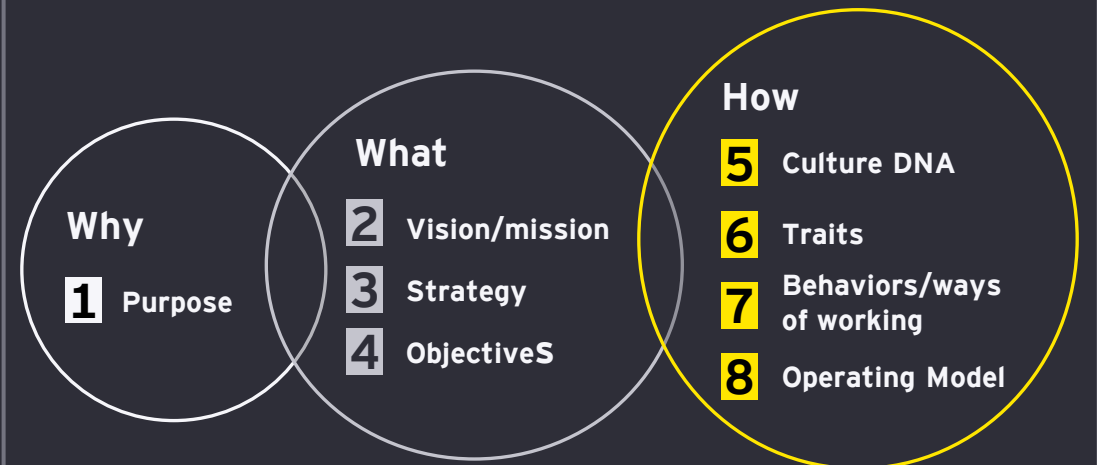 Why
1 Purpose
What
2 Vision/mission
3 Strategy
4 ObjectiveS
How
5 Culture DNA
6 Traits
7 Behaviors/ways
of working
8 Operating Model